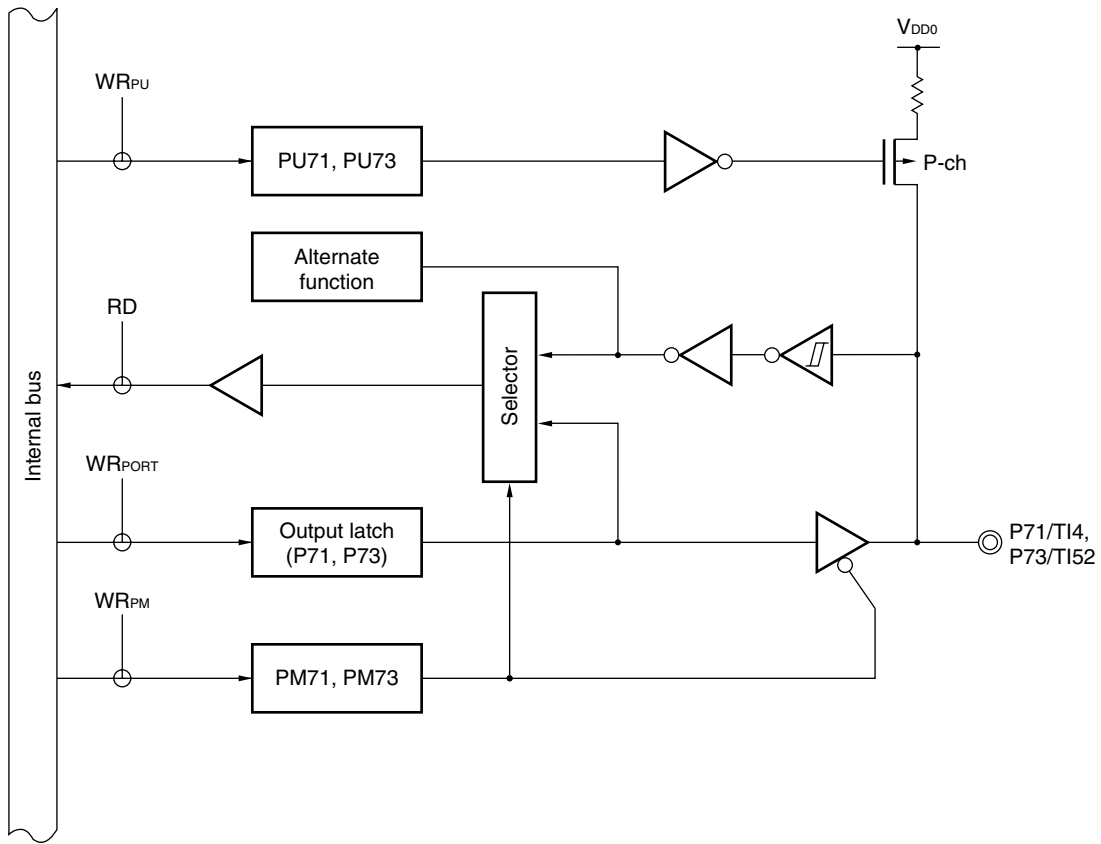 VDD0
WRPU
PU71, PU73
P-ch
Alternate
function
RD
Selector
Internal bus
WRPORT
Output latch
(P71, P73)
P71/TI4,
P73/TI52
WRPM
PM71, PM73